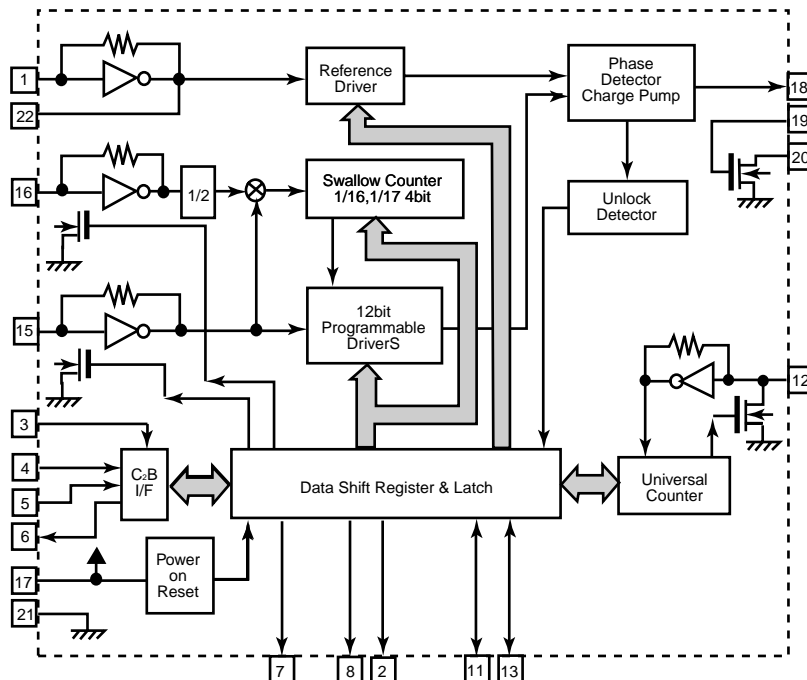 1
Reference
Driver
Phase
Detector
Charge Pump
18
22
19
20
16
1/2
Swallow Counter
1/16,1/17 4bit
Unlock
Detector
15
12bit
Programmable
DriverS
12
3
4
5
6
C2B
I/F
Data Shift Register & Latch
Universal
Counter
17
Power
on
Reset
21
7
8
2
11
13